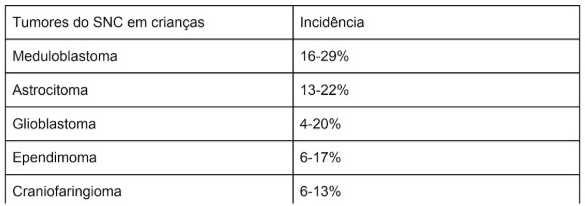 Tumores do SNC em crianças Incidência
Meduloblastoma 16-29%
Astrocitoma 13-22%
Glioblastoma 4-20%
Ependimoma 6-17%
Craniofaringioma 6-13%